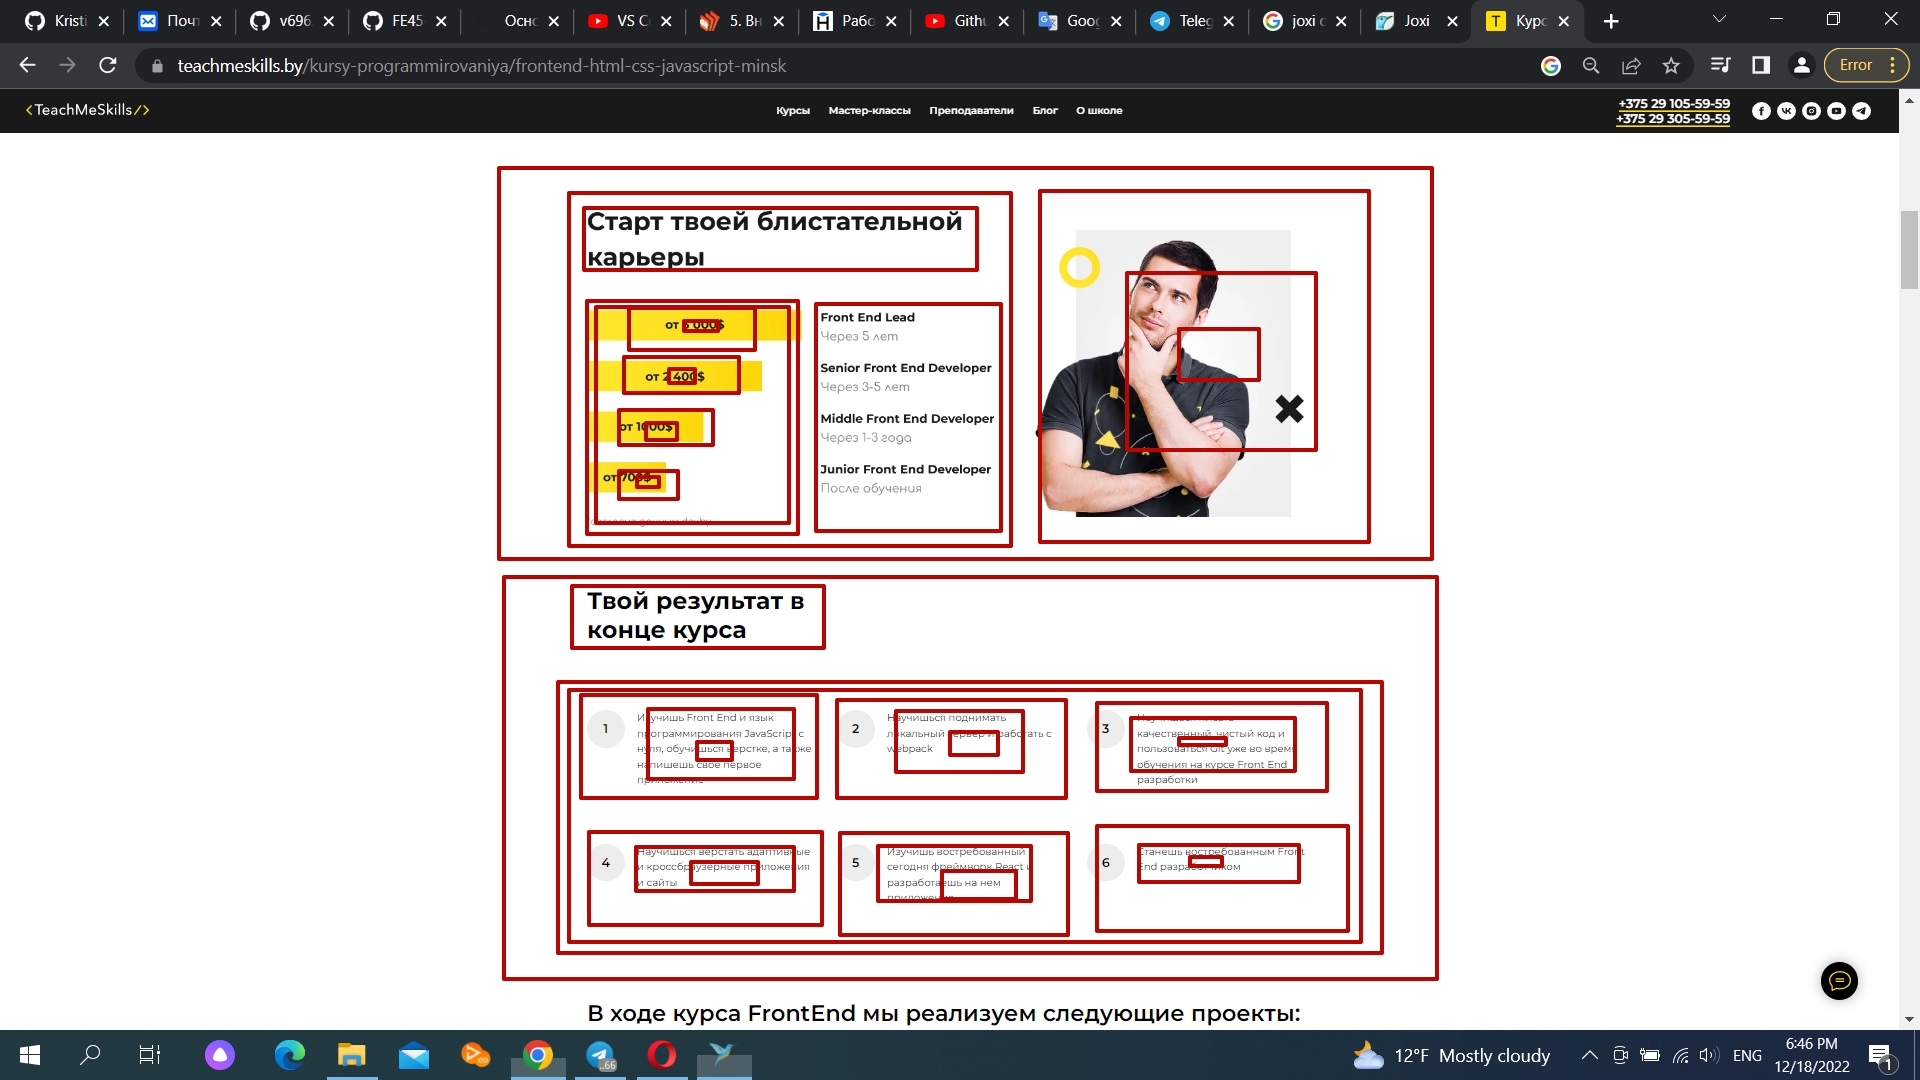 Kristi
Почт
v696
FE45
Осно
VS C
5. Вн
Рабо
Githu
Goog
Teleg
joxi
Joxi
Курс
teachmeskills.by/kursy-programmirovaniya/frontend-html-css-javascript-minsk
Error
<TeachMeSkills/>
Курсы
Мастер-классы
Преподаватели
Блог
О школе
+375 29 105-59-59
+375 29 305-59-59
Старт твоей блистательной
карьеры
от 5 000$
Front End Lead
Через 5 лет
от 2 400$
Senior Front End Developer
Через 3-5 лет
от 1000$
Middle Front End Developer
Через 1-3 года
от 700$
Junior Front End Developer
После обучения
Твой результат в
конце курса
1
Изучишь Front End и язык
программирования JavaScript с
нуля, обучишься верстке, а также
напишешь свое первое
приложение
2
Научишься поднимать
локальный сервер и работать с
webpack
3
Научишься писать
качественный, чистый код и
пользоваться Git уже во время
обучения на курсе Front End
разработки
4
Научишься верстать адаптивные
и кроссбраузерные приложения
и сайты
5
Изучишь востребованный
сегодня фреймворк React и
разработаешь на нем
приложение
6
Станешь востребованным Front
End разработчиком
В ходе курса FrontEnd мы реализуем следующие проекты:
..66
12°F Mostly cloudy
ENG
6:46 PM
12/18/2022
1